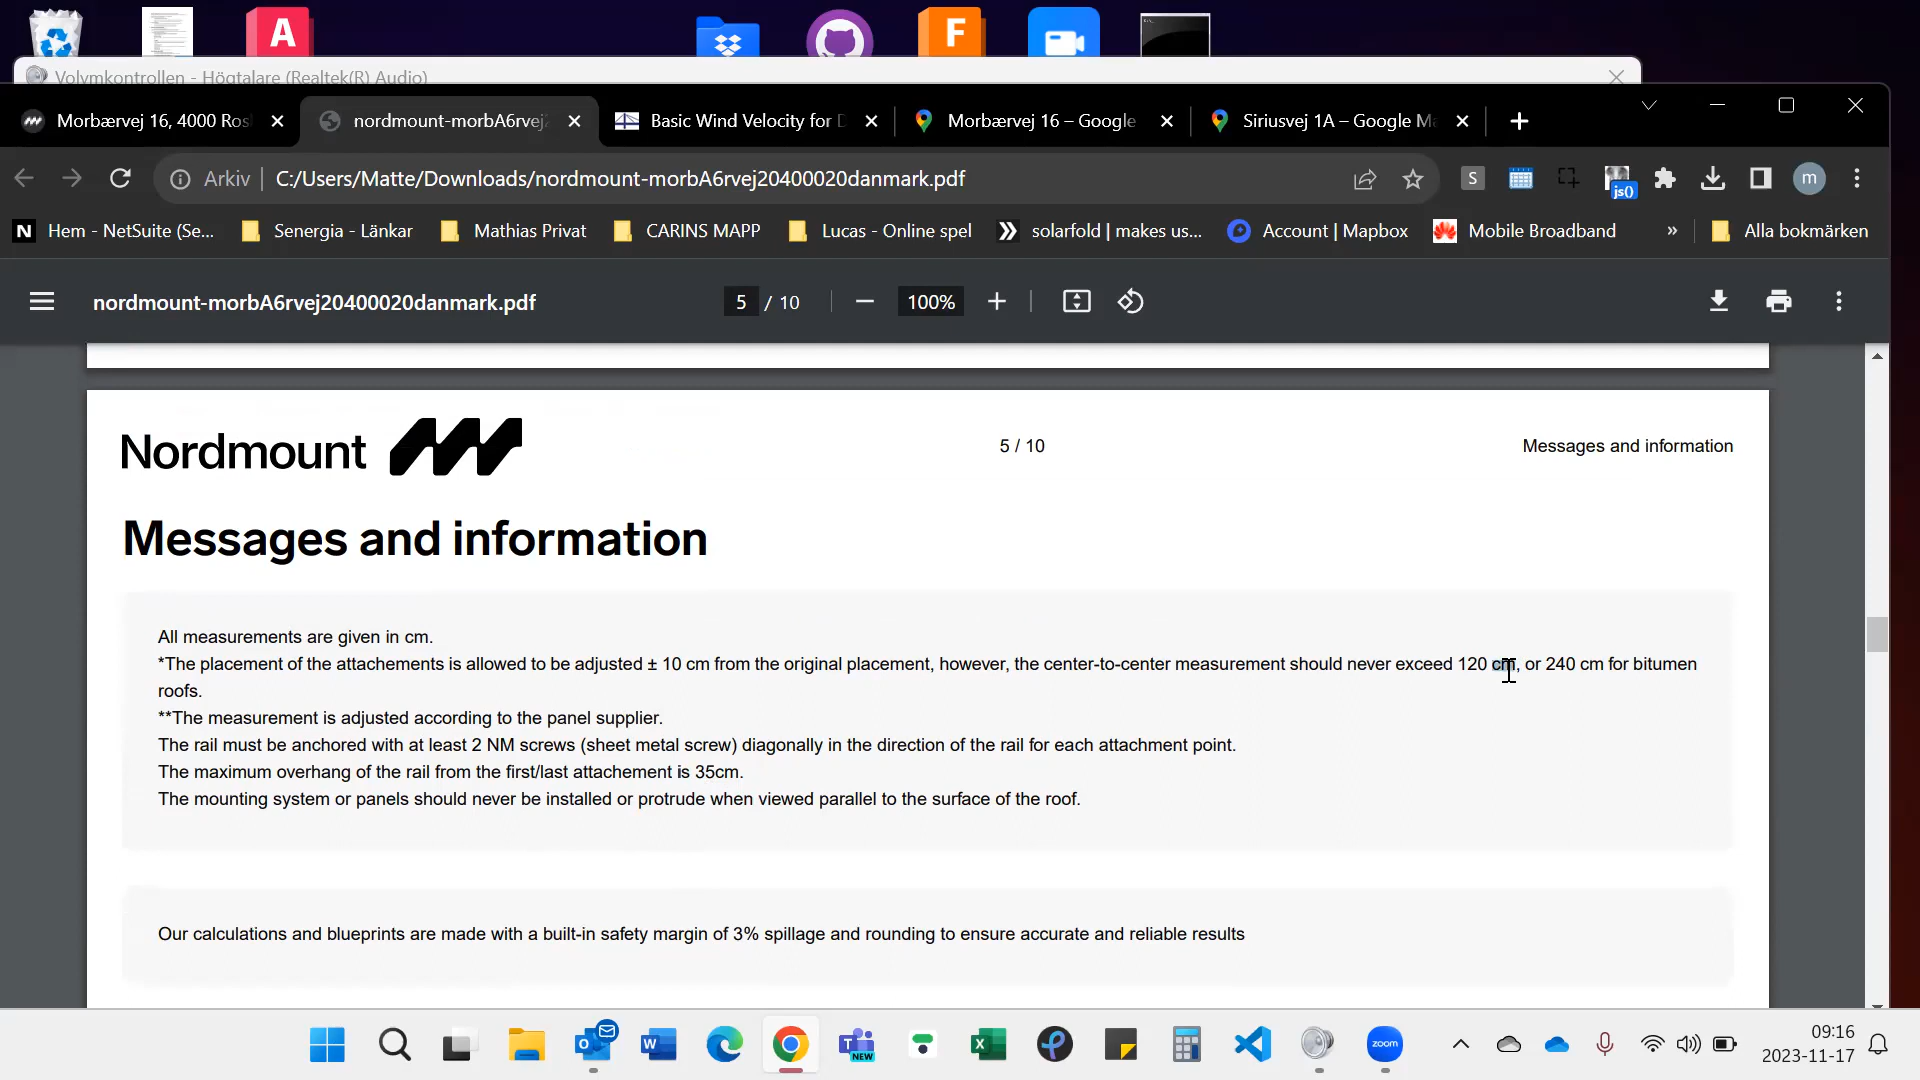 A
F
Volymkontrollen - Högtalare (Realtek(R) Audio)
Morbærvej 16, 4000 Ros
nordmount-morbA6rvej2
Basic Wind Velocity for D
Morbærvej 16 – Google
Siriusvej 1A – Google Ma
Arkiv
C:/Users/Matte/Downloads/nordmount-morbA6rvej20400020danmark.pdf
S
js()
m
N Hem - NetSuite (Se...
Senergia - Länkar
Mathias Privat
CARINS MAPP
Lucas - Online spel
solarfold | makes us...
Account | Mapbox
Mobile Broadband
»
Alla bokmärken
nordmount-morbA6rvej20400020danmark.pdf
5 / 10
100%
Nordmount
5 / 10
Messages and information
Messages and information
All measurements are given in cm.
*The placement of the attachements is allowed to be adjusted ± 10 cm from the original placement, however, the center-to-center measurement should never exceed 120 cm, or 240 cm for bitumen
roofs.
**The measurement is adjusted according to the panel supplier.
The rail must be anchored with at least 2 NM screws (sheet metal screw) diagonally in the direction of the rail for each attachment point.
The maximum overhang of the rail from the first/last attachement is 35cm.
The mounting system or panels should never be installed or protrude when viewed parallel to the surface of the roof.
Our calculations and blueprints are made with a built-in safety margin of 3% spillage and rounding to ensure accurate and reliable results
O
W
T
NEW
X
zoom
09:16
2023-11-17